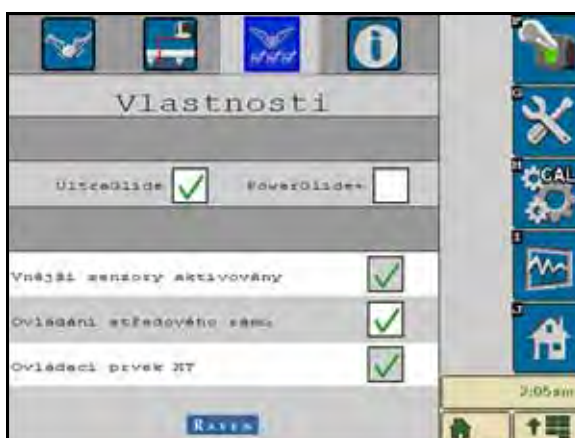 Vlastnosti
UltraGlide PowerGlide+
Vnější senzory aktivovány
Ovládání středového rámu
Ovládací prvek XT
CAL
RAVEN
2:05am